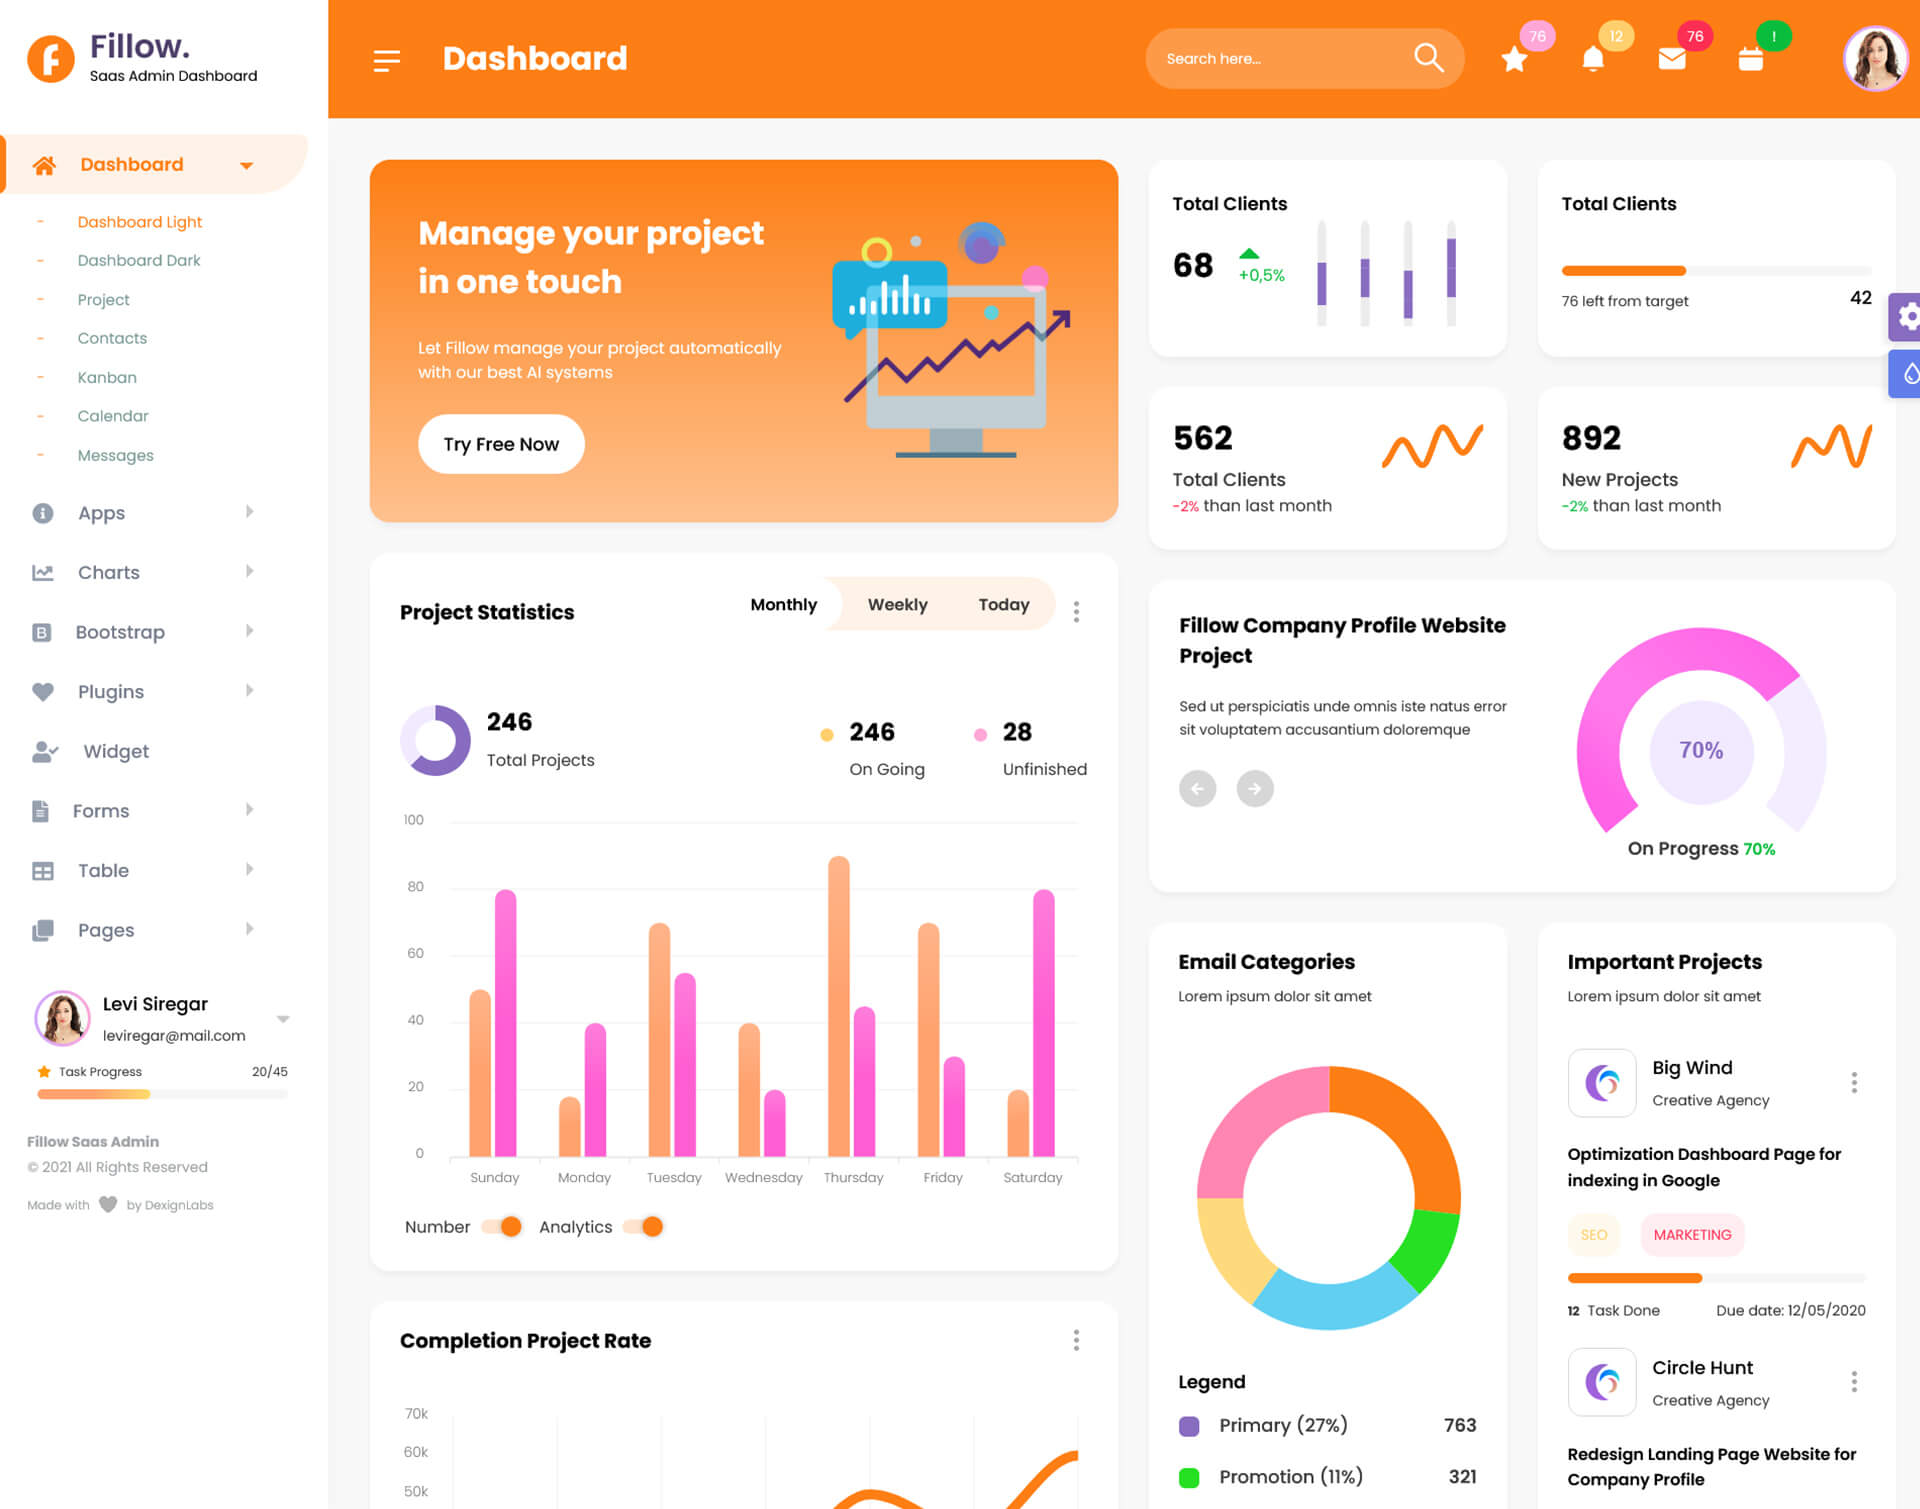 Fillow.
Saas Admin Dashboard
Dashboard
Search here...
76
12
76
!
Dashboard
- Dashboard Light
- Dashboard Dark
- Project
- Contacts
- Kanban
- Calendar
- Messages
Apps
Charts
Bootstrap
Plugins
Widget
Forms
Table
Pages
Levi Siregar
leviregar@mail.com
Task Progress 20/45
Fillow Saas Admin
© 2021 All Rights Reserved
Made with by DexignLabs
Manage your project
in one touch
Let Fillow manage your project automatically
with our best AI systems
Try Free Now
Total Clients
68
+0,5%
Total Clients
76 left from target 42
562
Total Clients
-2% than last month
892
New Projects
-2% than last month
Project Statistics
Monthly Weekly Today
246
Total Projects
246
On Going
28
Unfinished
100
80
60
40
20
0
Sunday Monday Tuesday Wednesday Thursday Friday Saturday
Number Analytics
Fillow Company Profile Website
Project
Sed ut perspiciatis unde omnis iste natus error
sit voluptatem accusantium doloremque
70%
On Progress 70%
Completion Project Rate
70k
60k
50k
Email Categories
Lorem ipsum dolor sit amet
Legend
Primary (27%) 763
Promotion (11%) 321
Important Projects
Lorem ipsum dolor sit amet
Big Wind
Creative Agency
Optimization Dashboard Page for
indexing in Google
SEO MARKETING
12 Task Done Due date: 12/05/2020
Circle Hunt
Creative Agency
Redesign Landing Page Website for
Company Profile